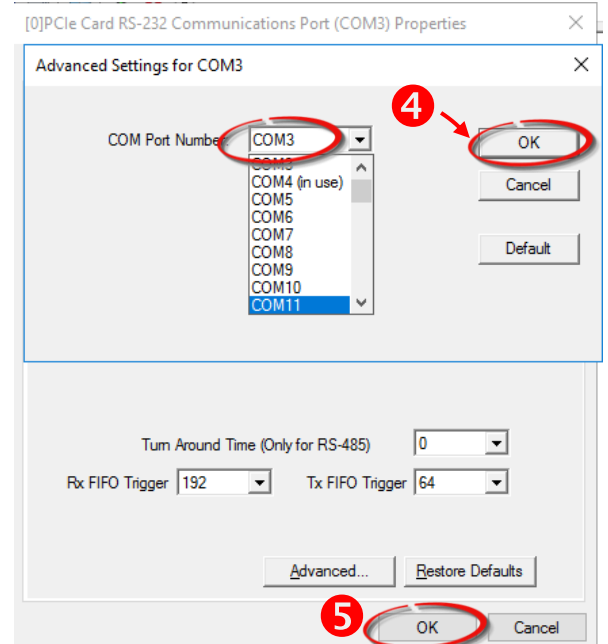 [0]PCIe Card RS-232 Communications Port (COM3) Properties
Advanced Settings for COM3
4
COM Port Number:
COM3
OK
COM3
COM4 (in use)
Cancel
COM5
COM6
COM7
COM8
Default
COM9
COM10
COM11
Turn Around Time (Only for RS-485)
0
Rx FIFO Trigger
192
Tx FIFO Trigger
64
Advanced...
Restore Defaults
5
OK
Cancel